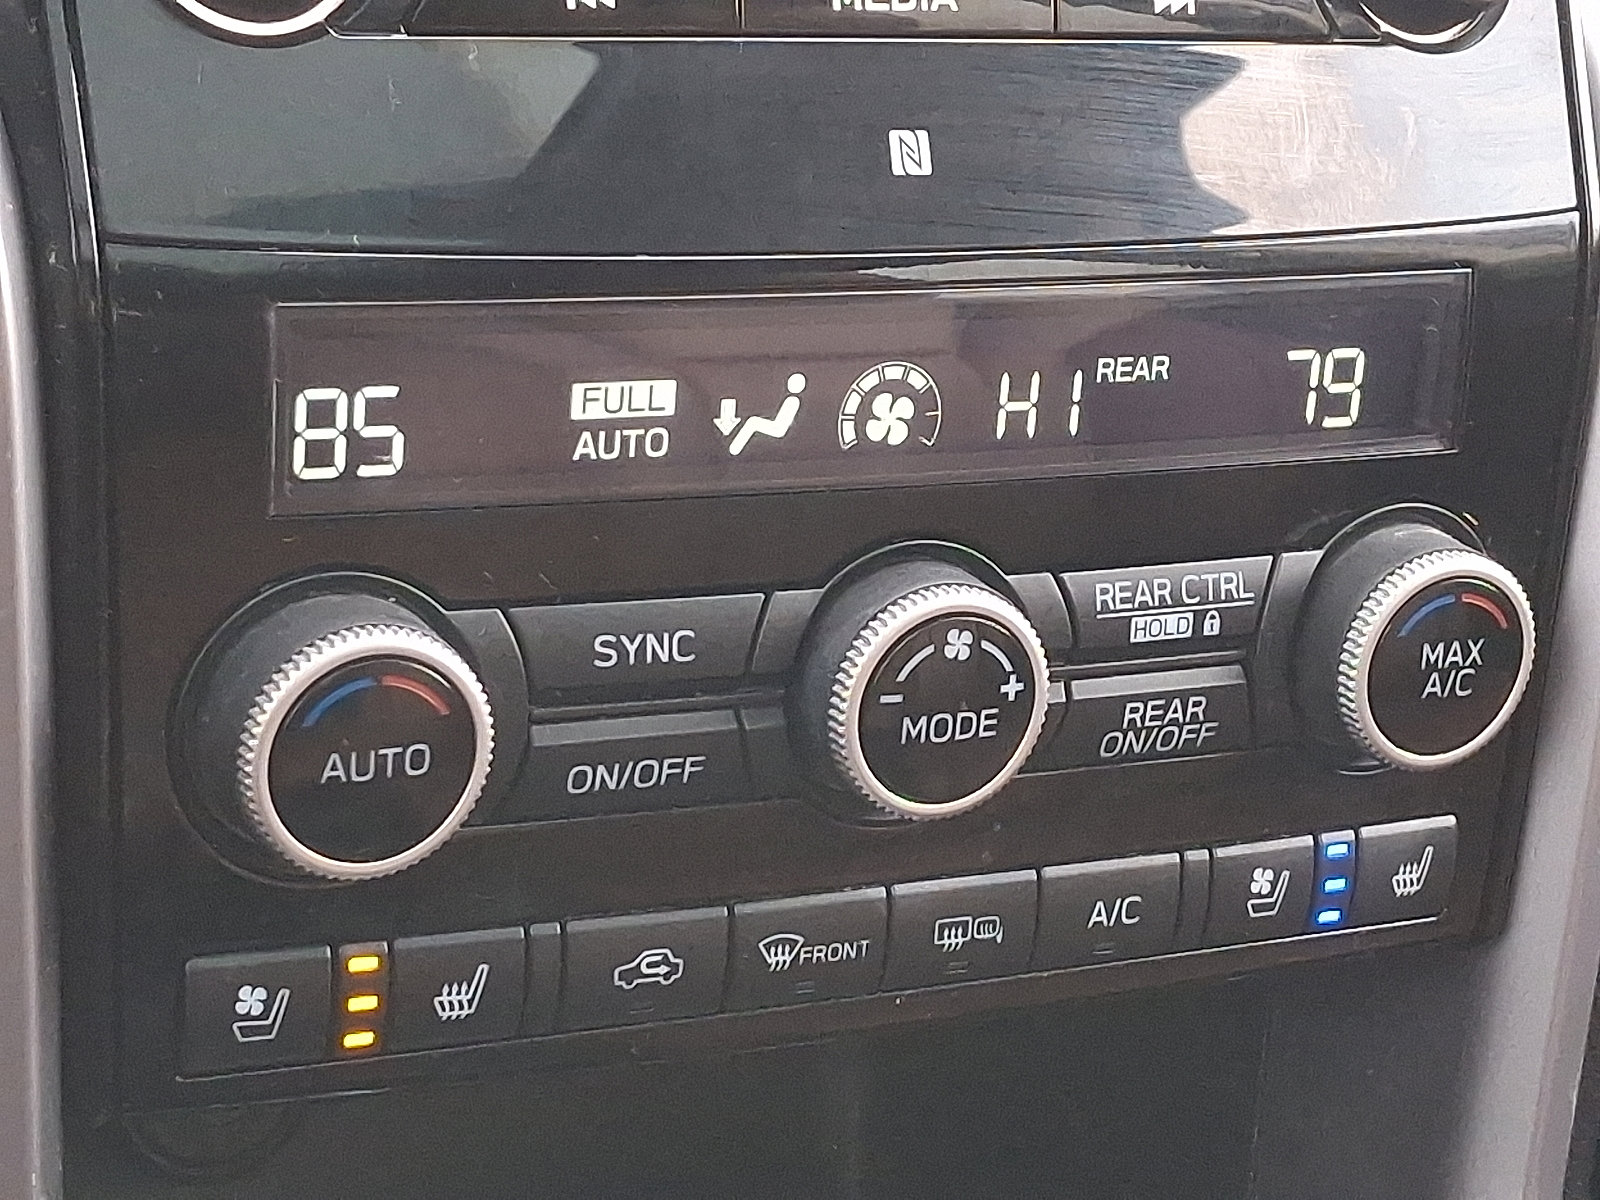 MEDIA
85
FULL
AUTO
HI REAR
79
SYNC
ON/OFF
AUTO
- +
MODE
REAR CTRL
HOLD
REAR
ON/OFF
MAX
A/C
FRONT
A/C